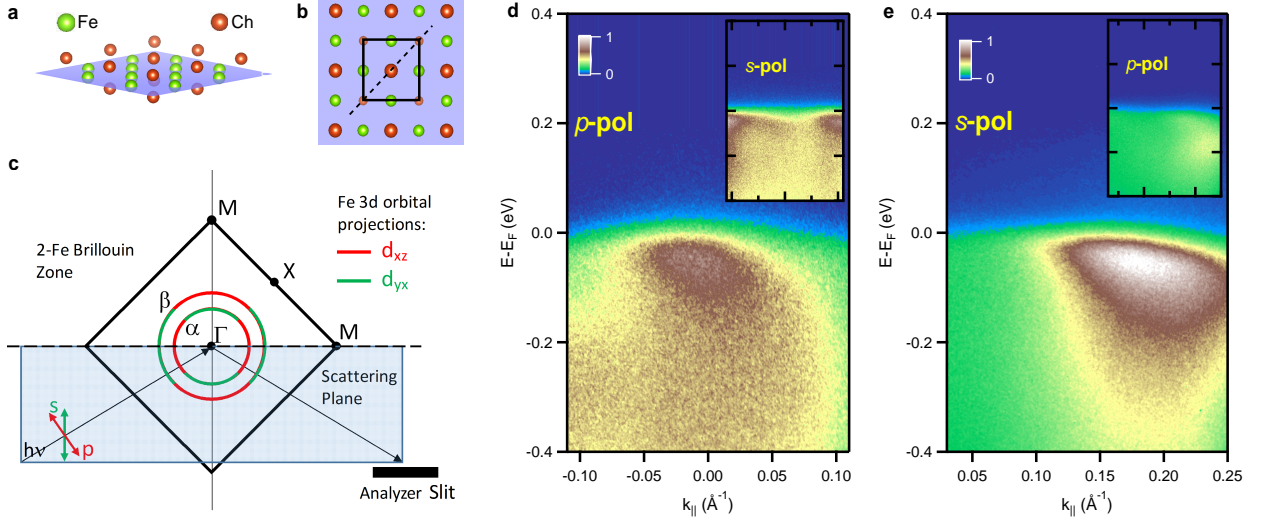 a
Fe
Ch
b
c
2-Fe Brillouin
Zone
M
X
M
β
α
Γ
Fe 3d orbital
projections:
dxz
dyx
Scattering
Plane
s
p
hν
Analyzer Slit
d
0.4
0.2
0.0
-0.2
-0.4
E-EF (eV)
1
0
p-pol
s-pol
-0.10
-0.05
0.00
0.05
0.10
k|| (Å-1)
e
0.4
0.2
0.0
-0.2
-0.4
E-EF (eV)
1
0
s-pol
p-pol
0.05
0.10
0.15
0.20
0.25
k|| (Å-1)